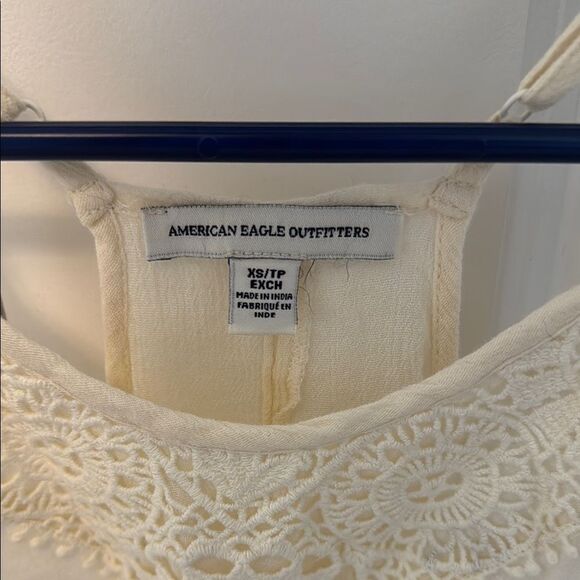 AMERICAN EAGLE OUTFITTERS
XS/TP
EXCH
MADE IN INDIA
FABRIQUÉ EN
INDE